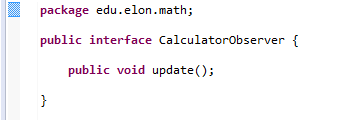 package edu.elon.math;
public interface CalculatorObserver {
public void update();
}